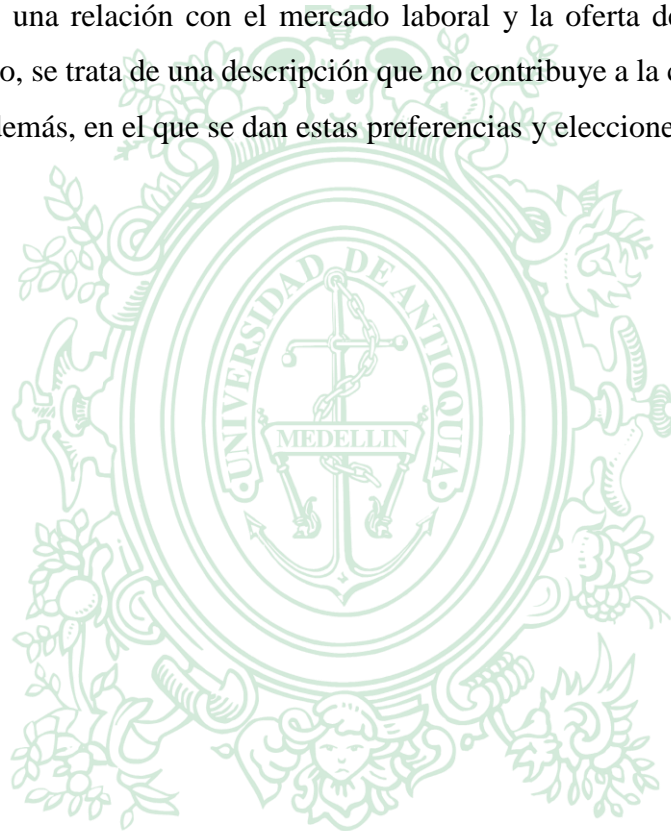 una relación con el mercado laboral y la oferta de
o, se trata de una descripción que no contribuye a la
demás, en el que se dan estas preferencias y eleccione
UNIVERSIDAD DE ANTIOQUIA
MEDELLIN